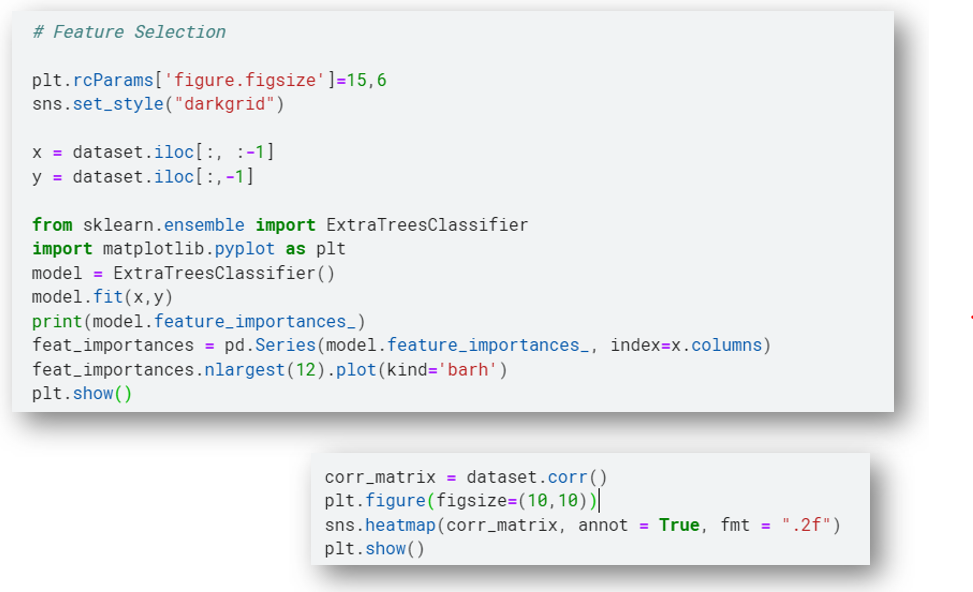 # Feature Selection
plt.rcParams['figure.figsize']=15,6
sns.set_style("darkgrid")
x = dataset.iloc[:, :-1]
y = dataset.iloc[:,-1]
from sklearn.ensemble import ExtraTreesClassifier
import matplotlib.pyplot as plt
model = ExtraTreesClassifier()
model.fit(x,y)
print(model.feature_importances_)
feat_importances = pd.Series(model.feature_importances_, index=x.columns)
feat_importances.nlargest(12).plot(kind='barh')
plt.show()
corr_matrix = dataset.corr()
plt.figure(figsize=(10,10))
sns.heatmap(corr_matrix, annot = True, fmt = ".2f")
plt.show()